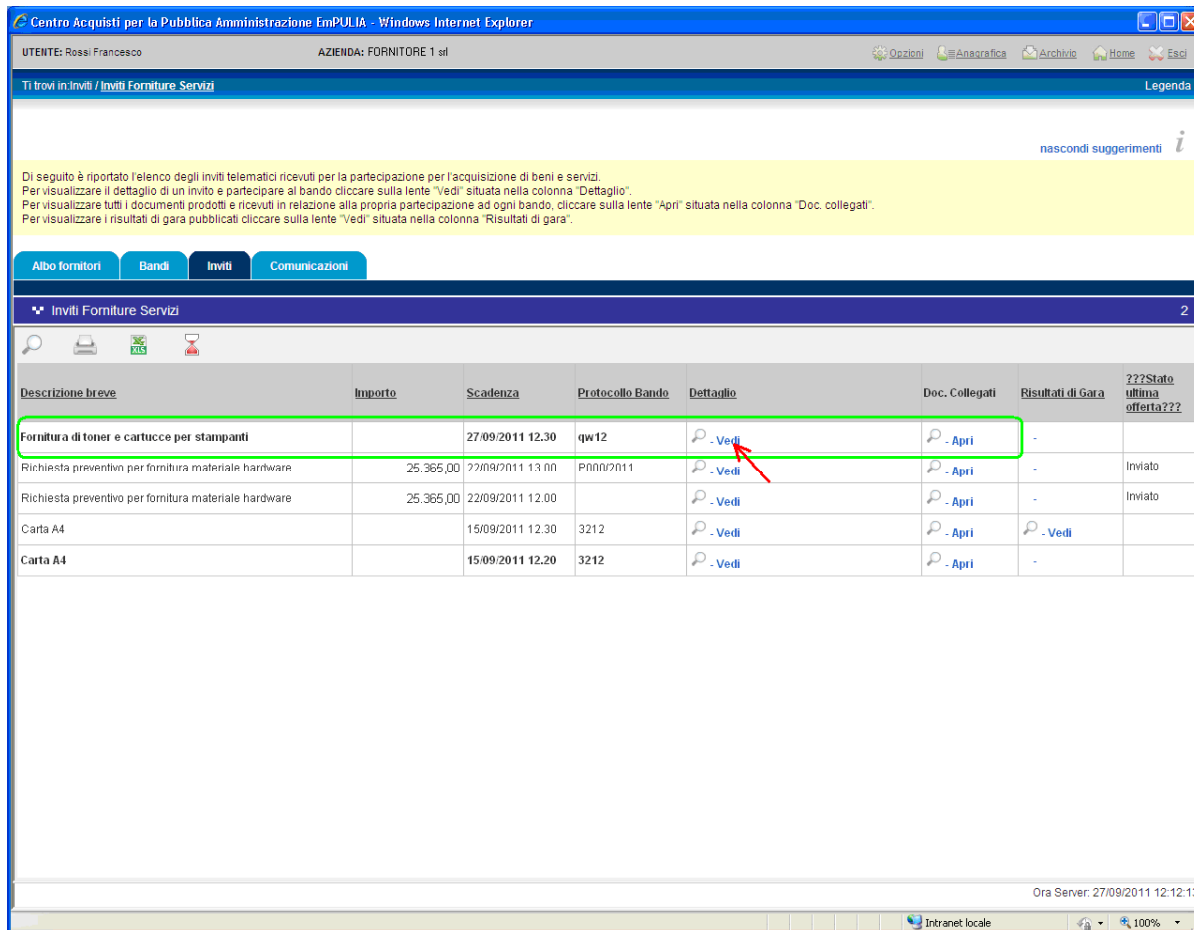 Centro Acquisti per la Pubblica Amministrazione EmPULIA - Windows Internet Explorer
UTENTE: Rossi Francesco AZIENDA: FORNITORE 1 srl Opzioni Anagrafica Archivio Home Esci
Ti trovi in:Inviti / Inviti Forniture Servizi Legenda
nascondi suggerimenti i
Di seguito è riportato l'elenco degli inviti telematici ricevuti per la partecipazione per l'acquisizione di beni e servizi.
Per visualizzare il dettaglio di un invito e partecipare al bando cliccare sulla lente "Vedi" situata nella colonna "Dettaglio".
Per visualizzare tutti i documenti prodotti e ricevuti in relazione alla propria partecipazione ad ogni bando, cliccare sulla lente "Apri" situata nella colonna "Doc. collegati".
Per visualizzare i risultati di gara pubblicati cliccare sulla lente "Vedi" situata nella colonna "Risultati di gara".
Albo fornitori Bandi Inviti Comunicazioni
Inviti Forniture Servizi 2
XLS
Descrizione breve Importo Scadenza Protocollo Bando Dettaglio Doc. Collegati Risultati di Gara ???Stato
ultima
offerta???
Fornitura di toner e cartucce per stampanti 27/09/2011 12.30 qw12 - Vedi - Apri -
Richiesta preventivo per fornitura materiale hardware 25.365,00 22/09/2011 13.00 P000/2011 - Vedi - Apri - Inviato
Richiesta preventivo per fornitura materiale hardware 25.365,00 22/09/2011 12.00 - Vedi - Apri - Inviato
Carta A4 15/09/2011 12.30 3212 - Vedi - Apri - Vedi
Carta A4 15/09/2011 12.20 3212 - Vedi - Apri -
Ora Server: 27/09/2011 12:12:13
Intranet locale 100%